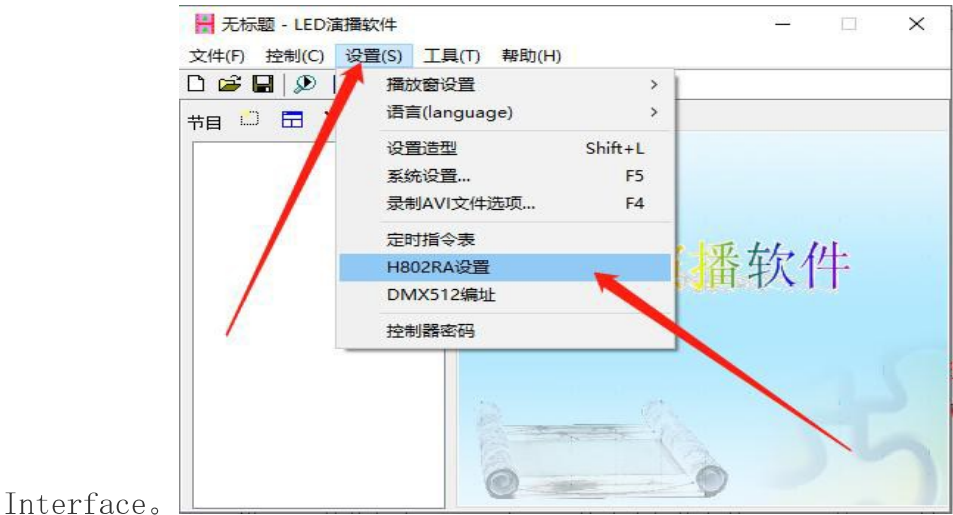 无标题 - LED演播软件
文件(F) 控制(C) 设置(S) 工具(T) 帮助(H)
播放窗设置
语言(language)
节目
设置造型 Shift+L
系统设置... F5
录制AVI文件选项... F4
定时指令表
H802RA设置
DMX512编址
控制器密码
播软件
Interface。